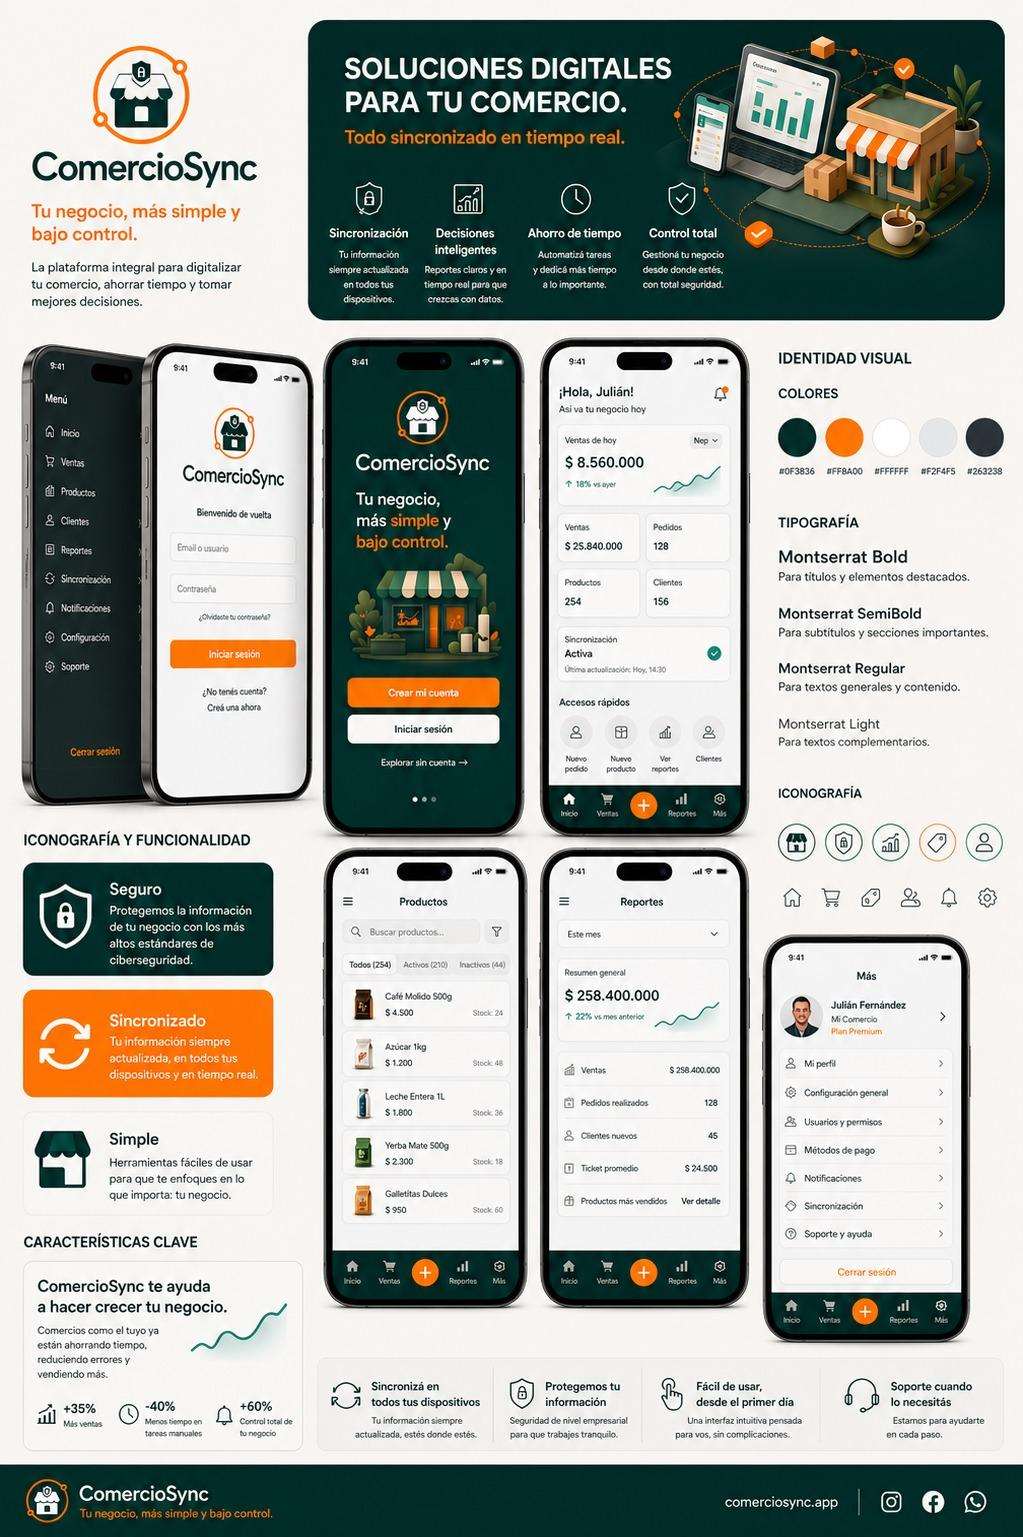 ComercioSync
Tu negocio, más simple y
bajo control.
La plataforma integral para digitalizar
tu comercio, ahorrar tiempo y tomar
mejores decisiones.
SOLUCIONES DIGITALES
PARA TU COMERCIO.
Todo sincronizado en tiempo real.
Sincronización
Tu información
siempre actualizada
en todos tus
dispositivos.
Decisiones
inteligentes
Reportes claros y en
tiempo real para que
crezcas con datos.
Ahorro de tiempo
Automatizá tareas
y dedicá más tiempo
a lo importante.
Control total
Gestioná tu negocio
desde donde estés,
con total seguridad.
9:41
Menú
Inicio
Ventas
Productos
Clientes
Reportes
Sincronización
Notificaciones
Configuración
Soporte
Cerrar sesión
9:41
ComercioSync
Bienvenido de vuelta
Email o usuario
Contraseña
¿Olvidaste tu contraseña?
Iniciar sesión
¿No tenés cuenta?
Creá una ahora
9:41
ComercioSync
Tu negocio,
más simple y
bajo control.
Crear mi cuenta
Iniciar sesión
Explorar sin cuenta →
9:41
¡Hola, Julián!
Asi va tu negocio hoy
Ventas de hoy
Nep
$ 8.560.000
↑ 18% vs ayer
Ventas
$ 25.840.000
Pedidos
128
Productos
254
Clientes
156
Sincronización
Activa
Última actualización: Hoy, 14:30
Accesos rápidos
Nuevo
pedido
Nuevo
producto
Ver
reportes
Clientes
Inicio
Ventas
Reportes
Más
IDENTIDAD VISUAL
COLORES
#0F3836
#FF8A00
#FFFFFF
#F2F4F5
#263238
TIPOGRAFÍA
Montserrat Bold
Para títulos y elementos destacados.
Montserrat SemiBold
Para subtítulos y secciones importantes.
Montserrat Regular
Para textos generales y contenido.
Montserrat Light
Para textos complementarios.
ICONOGRAFÍA
ICONOGRAFÍA Y FUNCIONALIDAD
Seguro
Protegemos la información
de tu negocio con los más
altos estándares de
ciberseguridad.
Sincronizado
Tu información siempre
actualizada, en todos tus
dispositivos y en tiempo real.
Simple
Herramientas fáciles de usar
para que te enfoques en lo
que importa: tu negocio.
9:41
Productos
Buscar productos...
Todos (254)
Activos (210)
Inactivos (44)
Café Molido 500g
$ 4.500
Stock: 24
Azúcar 1kg
$ 1.200
Stock: 48
Leche Entera 1L
$ 1.800
Stock: 36
Yerba Mate 500g
$ 2.300
Stock: 18
Galletitas Dulces
$ 950
Stock: 60
Inicio
Ventas
Reportes
Más
9:41
Reportes
Este mes
Resumen general
$ 258.400.000
↑ 22% vs mes anterior
Ventas
$ 258.400.000
Pedidos realizados
128
Clientes nuevos
45
Ticket promedio
$ 24.500
Productos más vendidos
Ver detalle
Inicio
Ventas
Reportes
Más
9:41
Más
Julián Fernández
Mi Comercio
Plan Premium
Mi perfil
Configuración general
Usuarios y permisos
Métodos de pago
Notificaciones
Sincronización
Soporte y ayuda
Cerrar sesión
Inicio
Ventas
Reportes
Más
CARACTERÍSTICAS CLAVE
ComercioSync te ayuda
a hacer crecer tu negocio.
Comercios como el tuyo ya
están ahorrando tiempo,
reduciendo errores y
vendiendo más.
+35%
Más ventas
-40%
Menos tiempo en
tareas manuales
+60%
Control total de
tu negocio
Sincronizá en
todos tus dispositivos
Tu información siempre
actualizada, estés donde estés.
Protegemos tu
información
Seguridad de nivel empresarial
para que trabajes tranquilo.
Fácil de usar,
desde el primer día
Una interfaz intuitiva pensada
para vos, sin complicaciones.
Soporte cuando
lo necesitás
Estamos para ayudarte
en cada paso.
ComercioSync
Tu negocio, más simple y bajo control.
comerciosync.app